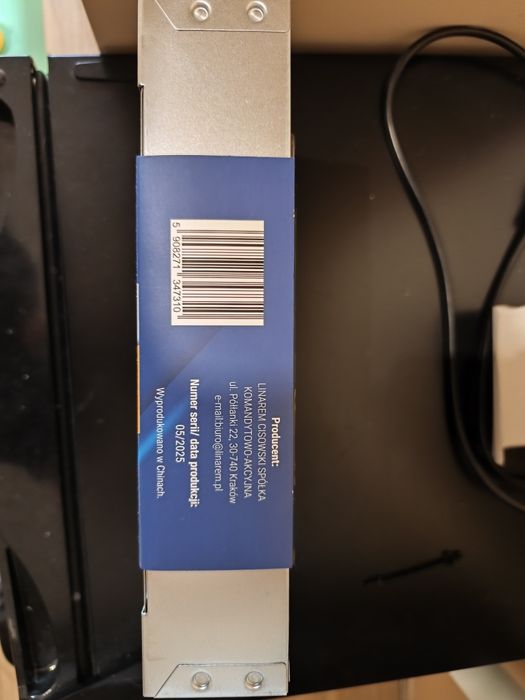 5 908271 347310
Producent:
LINAREM CISOWSKI SPÓŁKA
KOMANDYTOWO-AKCYJNA
ul. Półłanki 22, 30-740 Kraków
e-mail:biuro@linarem.pl
Numer serii/ data produkcji:
05/2025
Wyprodukowano w Chinach.